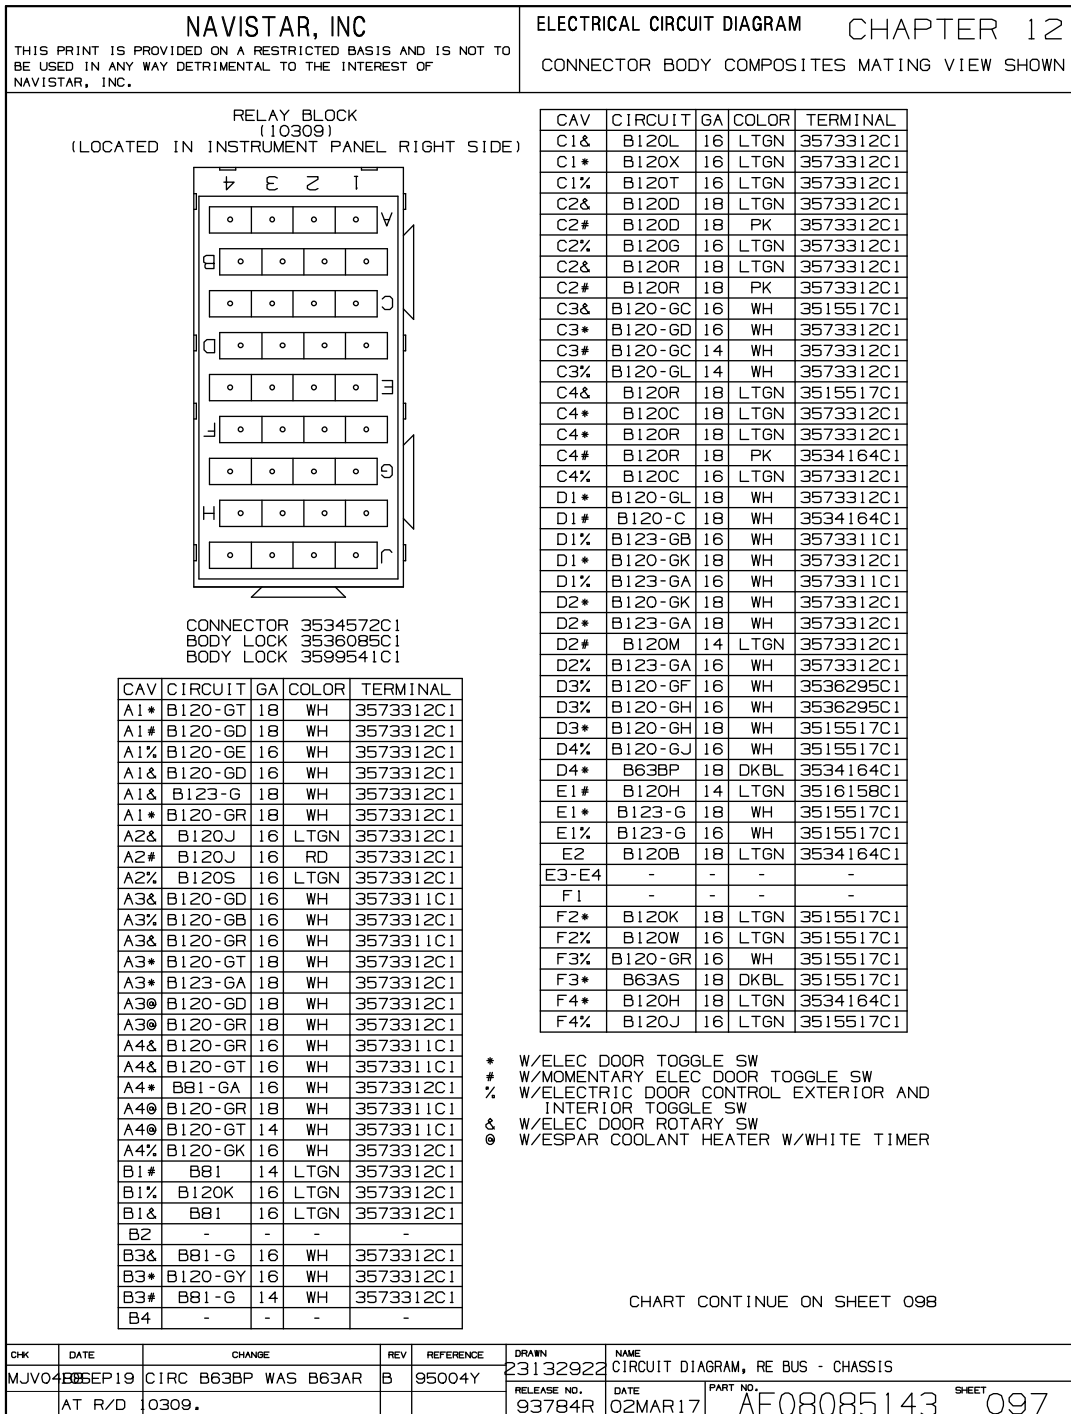 NAVISTAR, INC
THIS PRINT IS PROVIDED ON A RESTRICTED BASIS AND IS NOT TO
BE USED IN ANY WAY DETRIMENTAL TO THE INTEREST OF
NAVISTAR, INC.
ELECTRICAL CIRCUIT DIAGRAM CHAPTER 12
CONNECTOR BODY COMPOSITES MATING VIEW SHOWN
RELAY BLOCK
(10309)
(LOCATED IN INSTRUMENT PANEL RIGHT SIDE)
4 3 2 1
A
B
C
D
E
F
G
H
J
CONNECTOR 3534572C1
BODY LOCK 3536085C1
BODY LOCK 3599541C1
CAV CIRCUIT GA COLOR TERMINAL
A1* B120-GT 18 WH 3573312C1
A1# B120-GD 18 WH 3573312C1
A1% B120-GE 16 WH 3573312C1
A1& B120-GD 16 WH 3573312C1
A1& B123-G 18 WH 3573312C1
A1* B120-GR 18 WH 3573312C1
A2& B120J 16 LTGN 3573312C1
A2# B120J 16 RD 3573312C1
A2% B120S 16 LTGN 3573312C1
A3& B120-GD 16 WH 3573311C1
A3% B120-GB 16 WH 3573312C1
A3& B120-GR 16 WH 3573311C1
A3* B120-GT 18 WH 3573312C1
A3* B123-GA 18 WH 3573312C1
A3@ B120-GD 18 WH 3573312C1
A3@ B120-GR 18 WH 3573312C1
A4& B120-GR 16 WH 3573311C1
A4& B120-GT 16 WH 3573311C1
A4* B81-GA 16 WH 3573312C1
A4@ B120-GR 18 WH 3573311C1
A4@ B120-GT 14 WH 3573311C1
A4% B120-GK 16 WH 3573312C1
B1# B81 14 LTGN 3573312C1
B1% B120K 16 LTGN 3573312C1
B1& B81 16 LTGN 3573312C1
B2 - - - -
B3& B81-G 16 WH 3573312C1
B3* B120-GY 16 WH 3573312C1
B3# B81-G 14 WH 3573312C1
B4 - - - -
CAV CIRCUIT GA COLOR TERMINAL
C1& B120L 16 LTGN 3573312C1
C1* B120X 16 LTGN 3573312C1
C1% B120T 16 LTGN 3573312C1
C2& B120D 18 LTGN 3573312C1
C2# B120D 18 PK 3573312C1
C2% B120G 16 LTGN 3573312C1
C2& B120R 18 LTGN 3573312C1
C2# B120R 18 PK 3573312C1
C3& B120-GC 16 WH 3515517C1
C3* B120-GD 16 WH 3573312C1
C3# B120-GC 14 WH 3573312C1
C3% B120-GL 14 WH 3573312C1
C4& B120R 18 LTGN 3515517C1
C4* B120C 18 LTGN 3573312C1
C4* B120R 18 LTGN 3573312C1
C4# B120R 18 PK 3534164C1
C4% B120C 16 LTGN 3573312C1
D1* B120-GL 18 WH 3573312C1
D1# B120-C 18 WH 3534164C1
D1% B123-GB 16 WH 3573311C1
D1* B120-GK 18 WH 3573312C1
D1% B123-GA 16 WH 3573311C1
D2* B120-GK 18 WH 3573312C1
D2* B123-GA 18 WH 3573312C1
D2# B120M 14 LTGN 3573312C1
D2% B123-GA 16 WH 3573312C1
D3% B120-GF 16 WH 3536295C1
D3% B120-GH 16 WH 3536295C1
D3* B120-GH 18 WH 3515517C1
D4% B120-GJ 16 WH 3515517C1
D4* B63BP 18 DKBL 3534164C1
E1# B120H 14 LTGN 3516158C1
E1* B123-G 18 WH 3515517C1
E1% B123-G 16 WH 3515517C1
E2 B120B 18 LTGN 3534164C1
E3-E4 - - - -
F1 - - - -
F2* B120K 18 LTGN 3515517C1
F2% B120W 16 LTGN 3515517C1
F3% B120-GR 16 WH 3515517C1
F3* B63AS 18 DKBL 3515517C1
F4* B120H 18 LTGN 3534164C1
F4% B120J 16 LTGN 3515517C1
* W/ELEC DOOR TOGGLE SW
# W/MOMENTARY ELEC DOOR TOGGLE SW
% W/ELECTRIC DOOR CONTROL EXTERIOR AND
INTERIOR TOGGLE SW
& W/ELEC DOOR ROTARY SW
@ W/ESPAR COOLANT HEATER W/WHITE TIMER
CHART CONTINUE ON SHEET 098
CHK DATE CHANGE REV REFERENCE DRAWN NAME
SEP19 CIRC B63BP WAS B63AR B 95004Y 23132922 CIRCUIT DIAGRAM, RE BUS - CHASSIS
AT R/D 10309.
RELEASE NO. DATE PART NO. SHEET
93784R 02MAR17 AF08085143 097